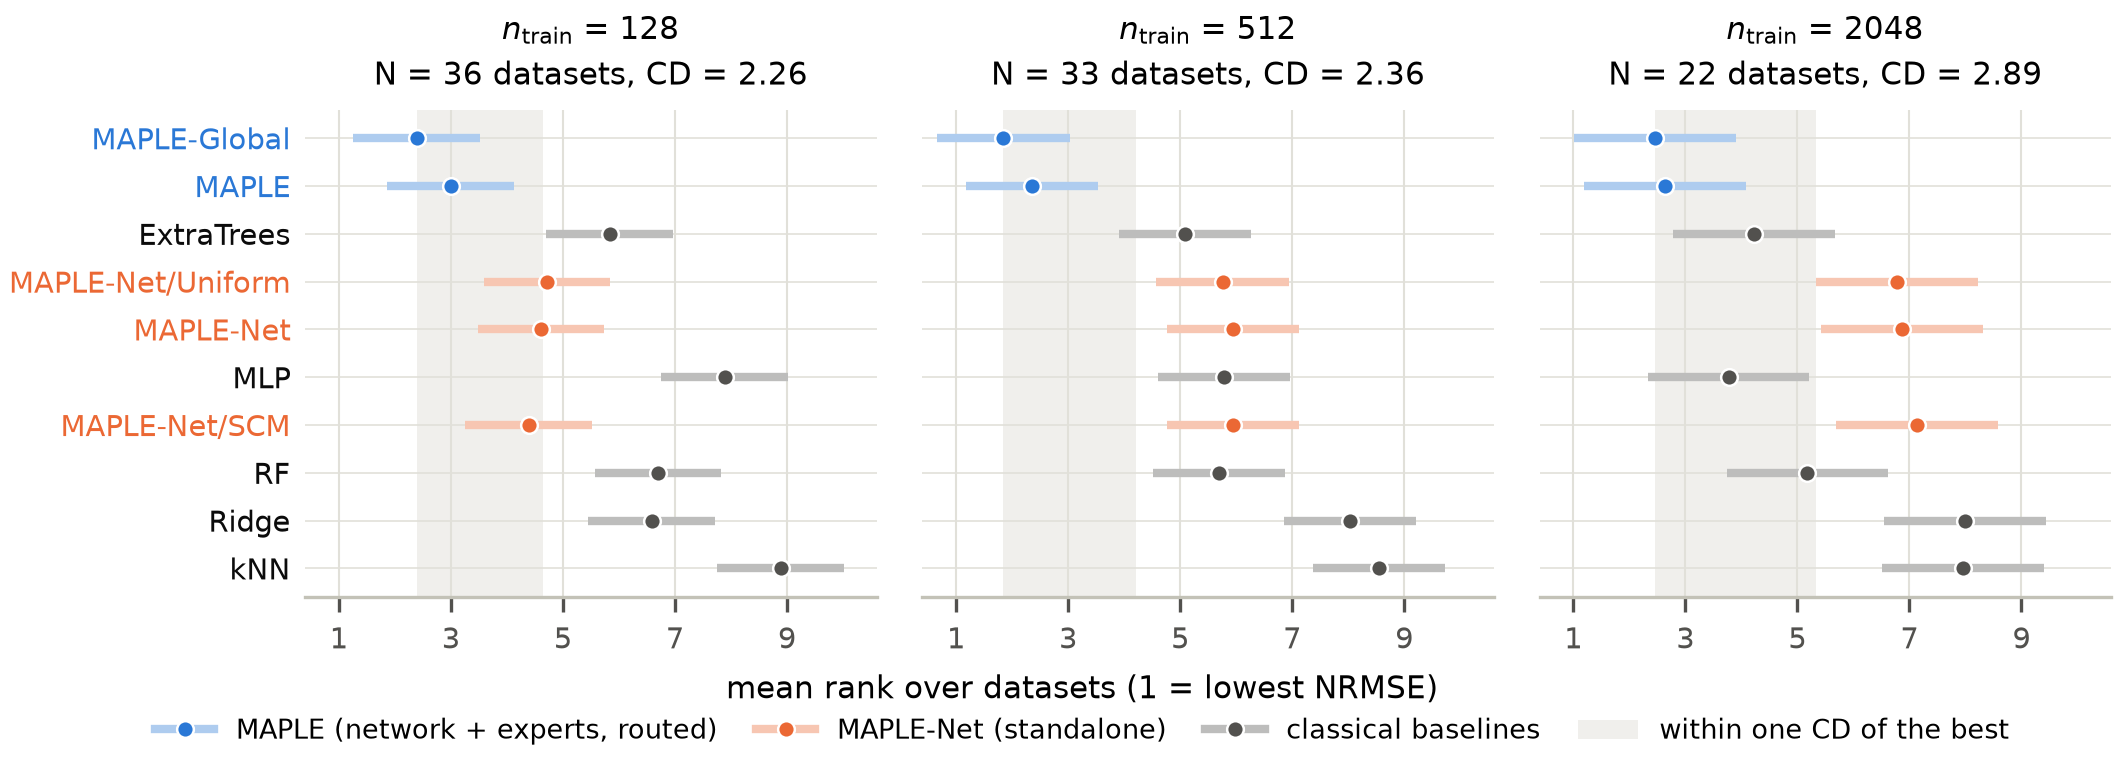 n_train = 128
N = 36 datasets, CD = 2.26
n_train = 512
N = 33 datasets, CD = 2.36
n_train = 2048
N = 22 datasets, CD = 2.89
MAPLE-Global
MAPLE
ExtraTrees
MAPLE-Net/Uniform
MAPLE-Net
MLP
MAPLE-Net/SCM
RF
Ridge
kNN
1 3 5 7 9
1 3 5 7 9
1 3 5 7 9
mean rank over datasets (1 = lowest NRMSE)
MAPLE (network + experts, routed)
MAPLE-Net (standalone)
classical baselines
within one CD of the best